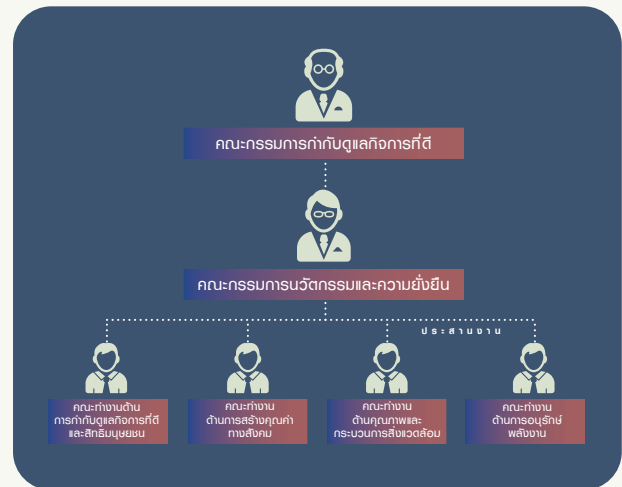 คณะกรรมการกำกับดูแลกิจการที่ดี
คณะกรรมการนวัตกรรมและความยั่งยืน
ประสานงาน
คณะทำงานด้าน
การกำกับดูแลกิจการที่ดี
และสิทธิมนุษยชน
คณะทำงาน
ด้านการสร้างคุณค่า
ทางสังคม
คณะทำงาน
ด้านคุณภาพและ
กระบวนการสิ่งแวดล้อม
คณะทำงาน
ด้านการอนุรักษ์
พลังงาน